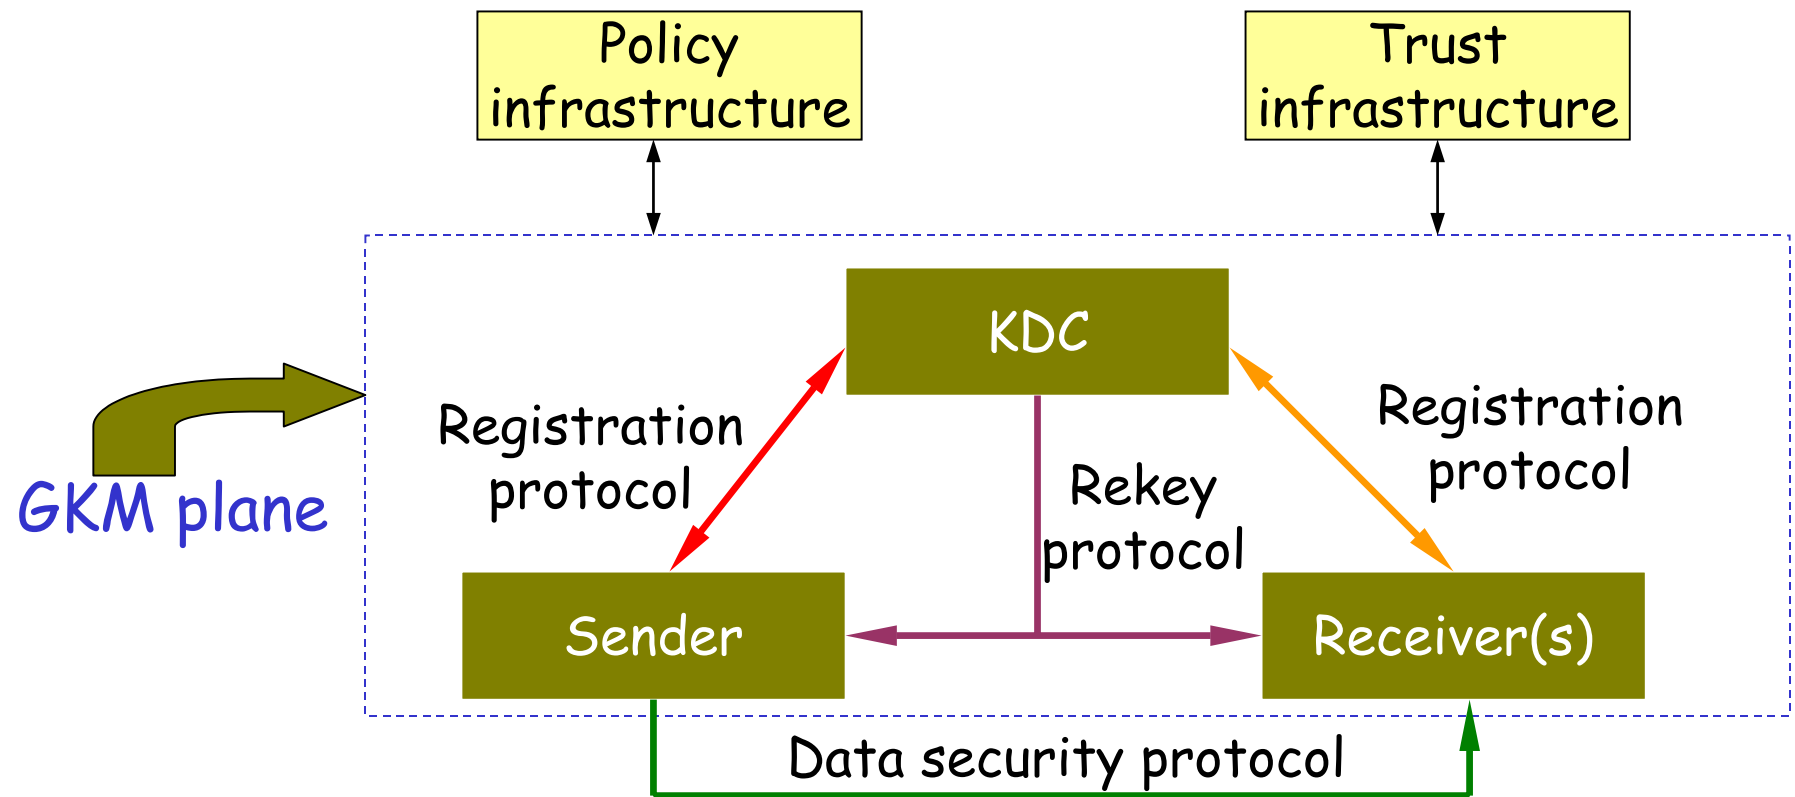 Policy
infrastructure
Trust
infrastructure
KDC
Registration
protocol
Registration
protocol
Rekey
protocol
GKM plane
Sender
Receiver(s)
Data security protocol